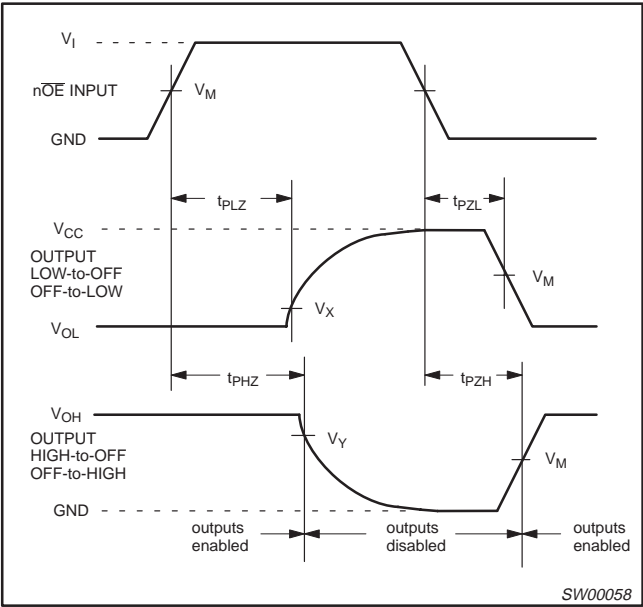 V_I
nO̅E̅ INPUT
V_M
GND
t_PLZ
t_PZL
V_CC
OUTPUT
LOW-to-OFF
OFF-to-LOW
V_M
V_X
V_OL
t_PHZ
t_PZH
V_OH
OUTPUT
HIGH-to-OFF
OFF-to-HIGH
V_Y
V_M
GND
outputs
enabled
outputs
disabled
outputs
enabled
SW00058